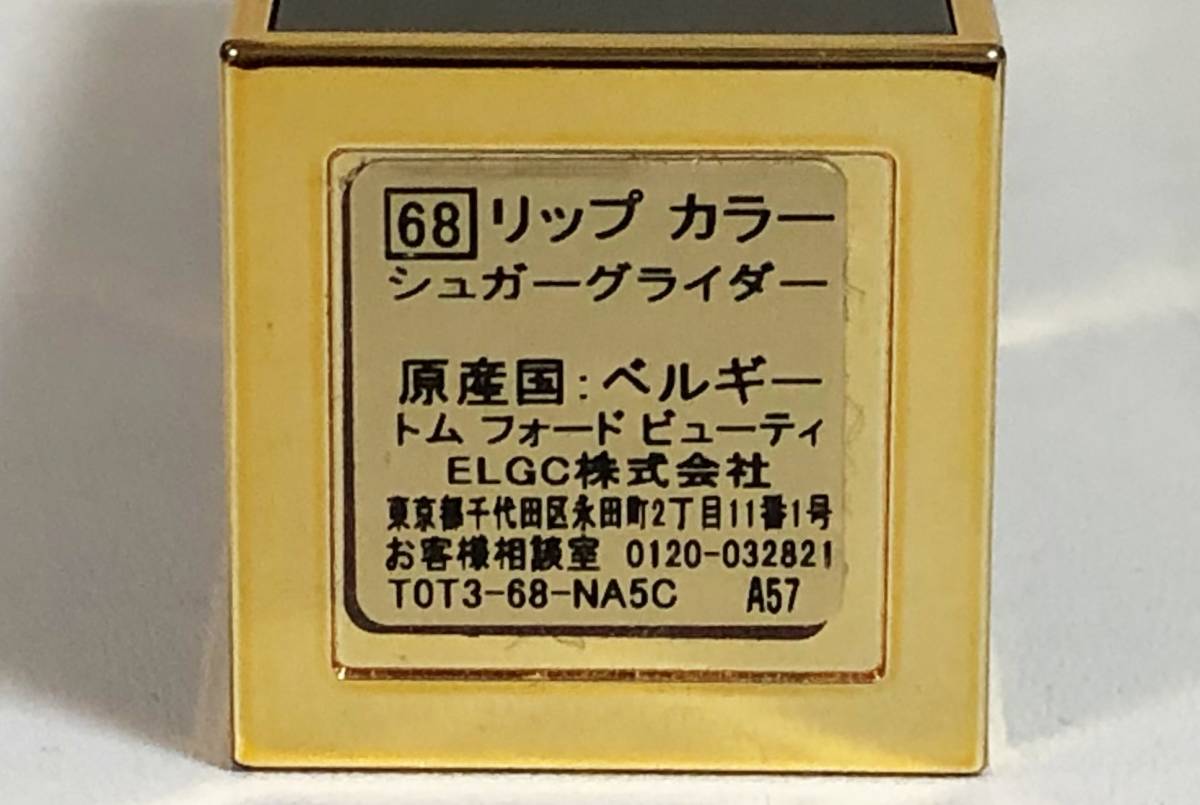 68 リップ カラー
シュガーグライダー
原産国:ベルギー
トム フォード ビューティ
ELGC株式会社
東京都千代田区永田町2丁目11番1号
お客様相談室 0120-032821
T0T3-68-NA5C A57